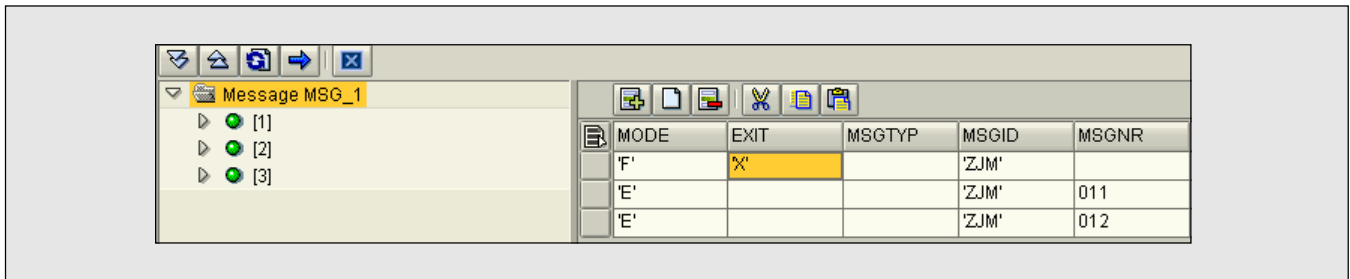 Message MSG_1
[1]
[2]
[3]
MODE EXIT MSGTYP MSGID MSGNR
'F' 'X' 'ZJM'
'E' 'ZJM' 011
'E' 'ZJM' 012